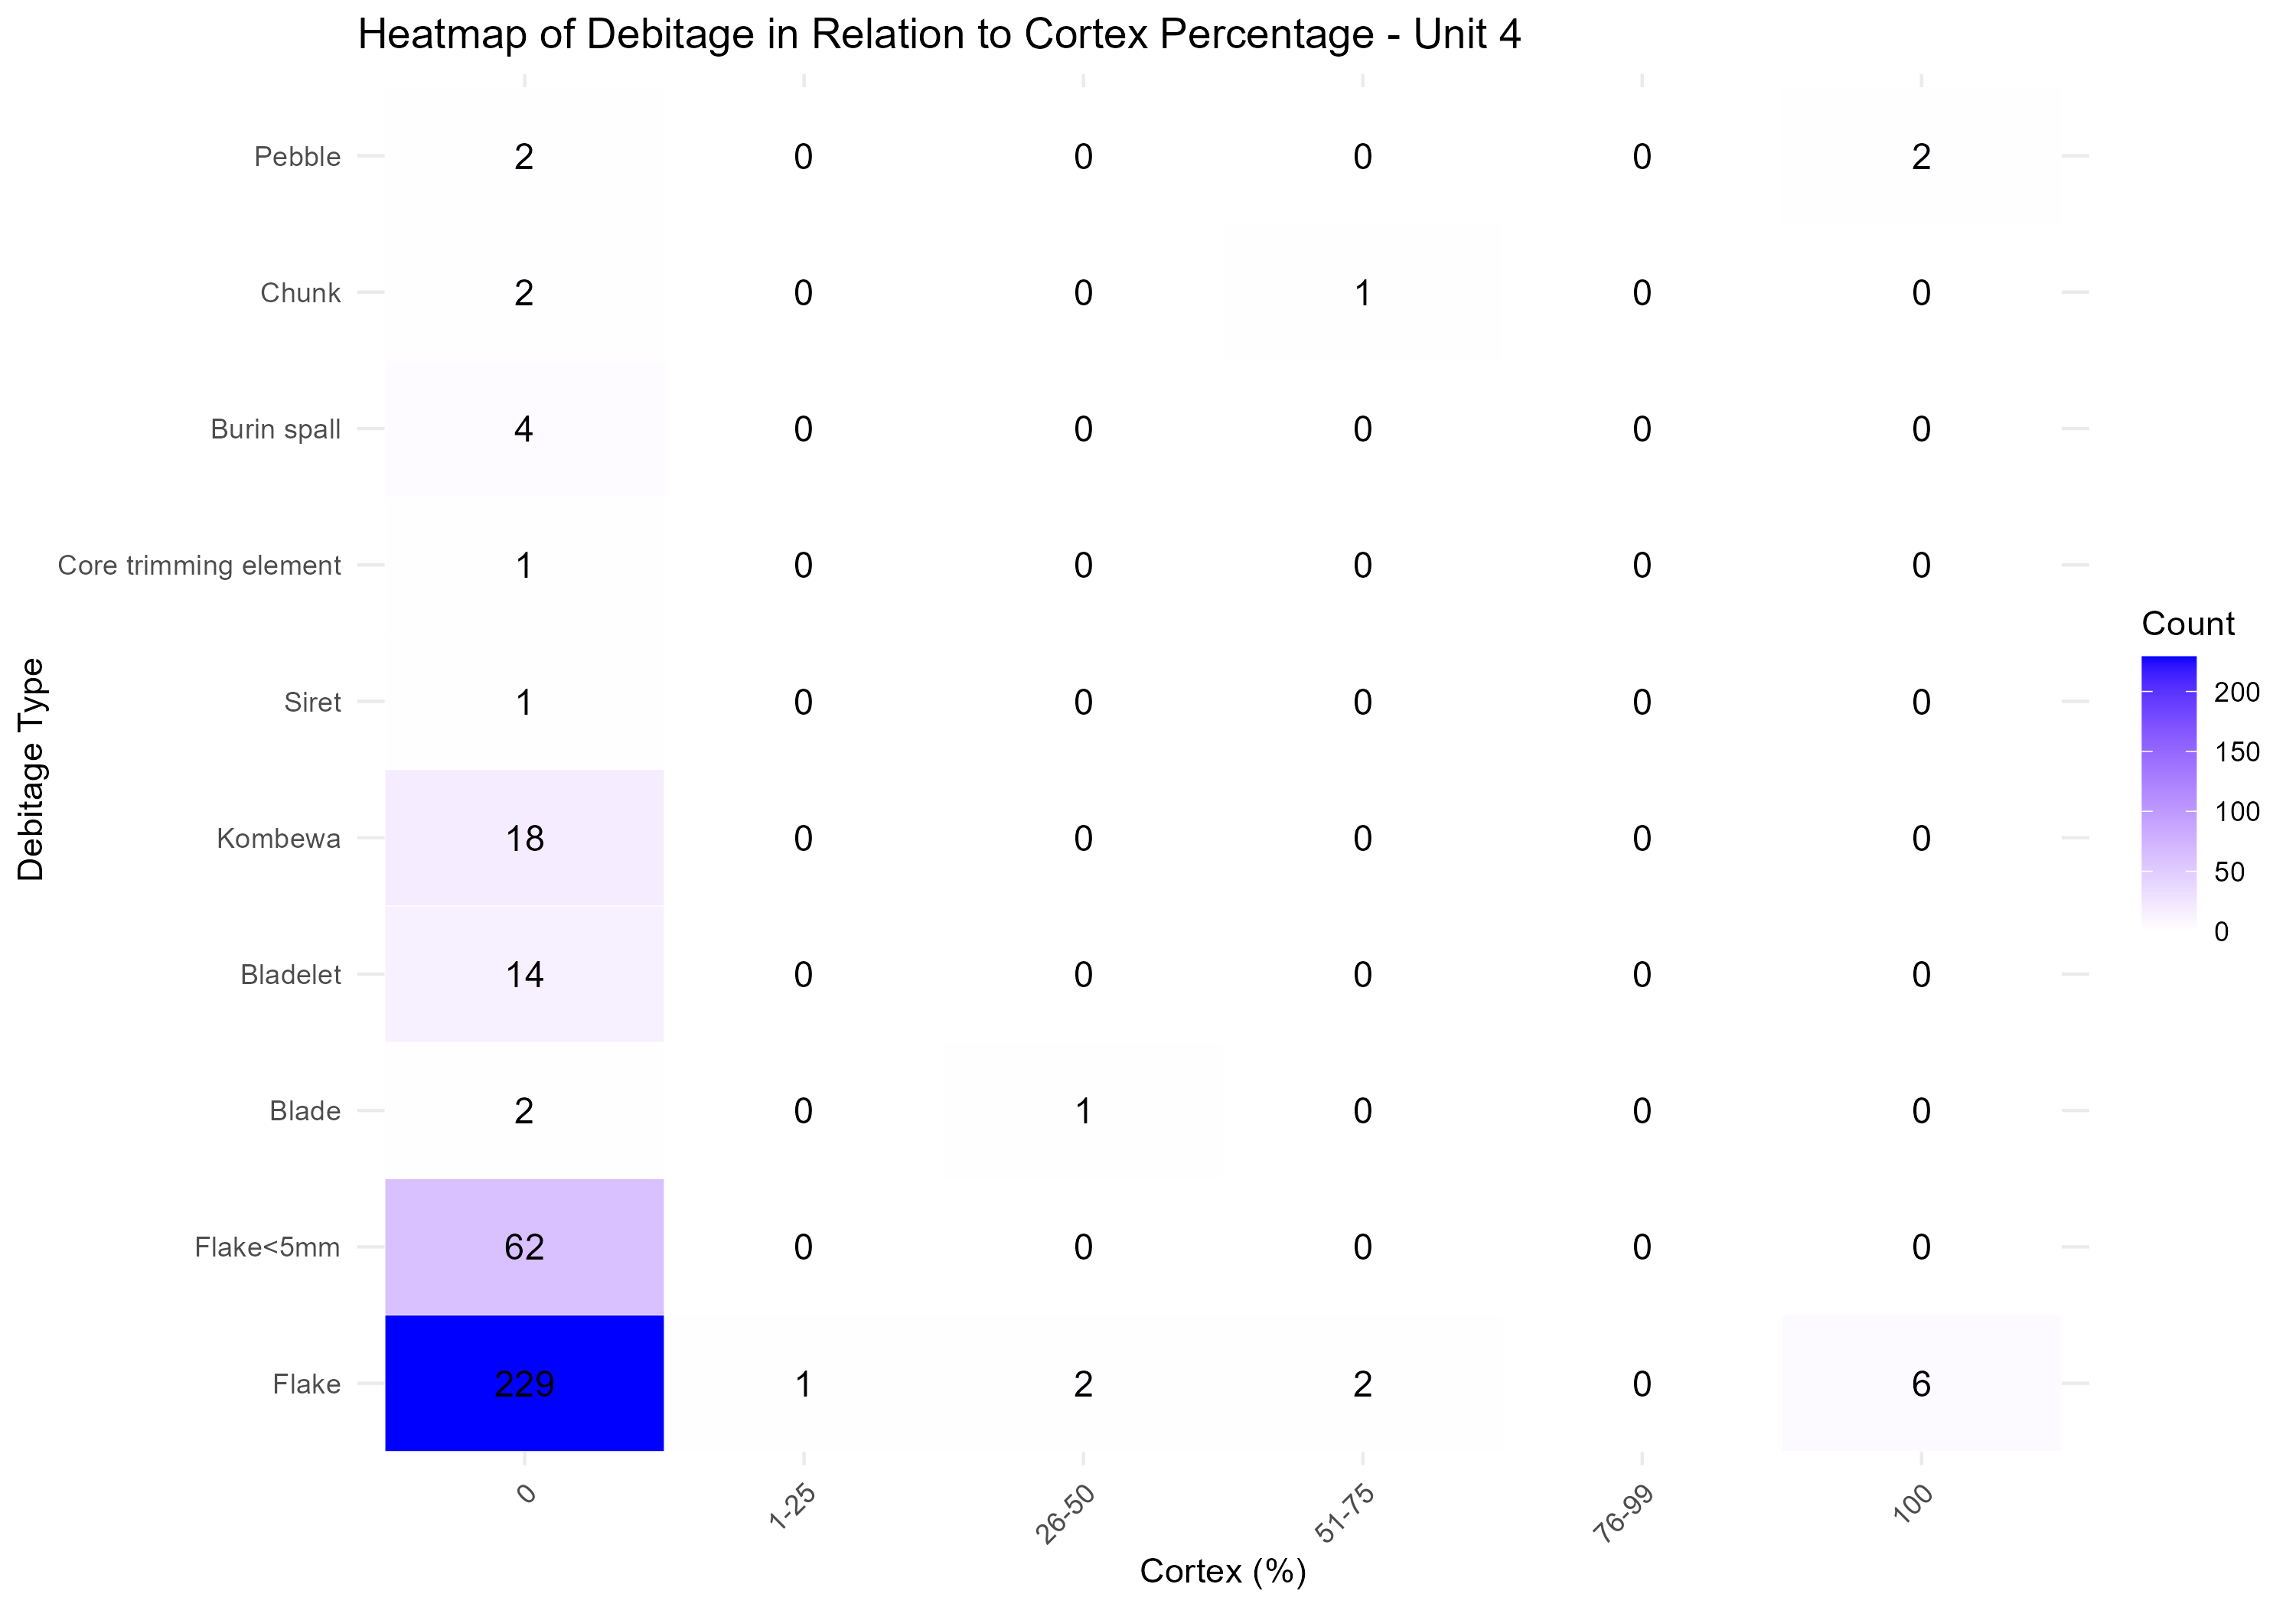 Heatmap of Debitage in Relation to Cortex Percentage - Unit 4
Debitage Type
Pebble 2 0 0 0 0 2
Chunk 2 0 0 1 0 0
Burin spall 4 0 0 0 0 0
Core trimming element 1 0 0 0 0 0
Siret 1 0 0 0 0 0
Kombewa 18 0 0 0 0 0
Bladelet 14 0 0 0 0 0
Blade 2 0 1 0 0 0
Flake<5mm 62 0 0 0 0 0
Flake 229 1 2 2 0 6
0 1-25 26-50 51-75 76-99 100
Cortex (%)
Count
200
150
100
50
0